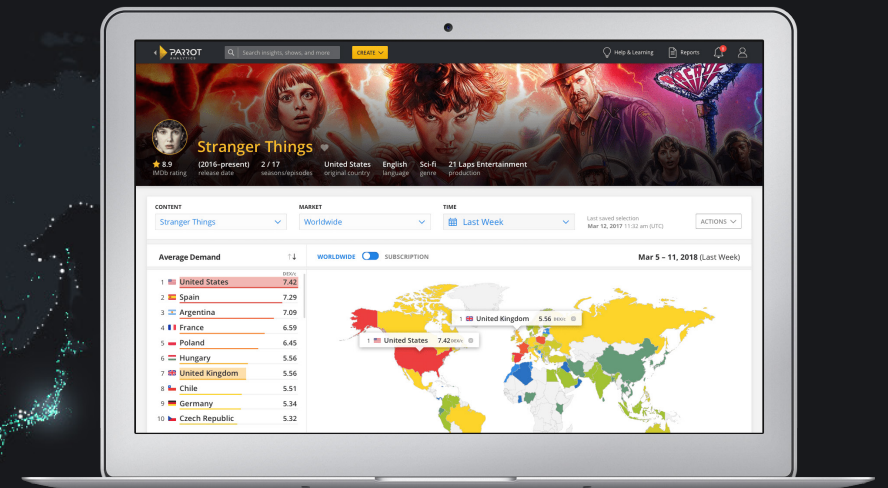 PARROT
ANALYTICS
Search insights, shows, and more
CREATE
Help & Learning
Reports
Stranger Things
8.9
IMDb rating
(2016-present)
release date
2 / 17
seasons/episodes
United States
original country
English
language
Sci-fi
genre
21 Laps Entertainment
production
CONTENT
Stranger Things
MARKET
Worldwide
TIME
Last Week
Last saved selection
Mar 12, 2017 11:32 am (UTC)
ACTIONS
Average Demand
WORLDWIDE
SUBSCRIPTION
Mar 5 – 11, 2018 (Last Week)
DEX/c
1 United States 7.42
2 Spain 7.29
3 Argentina 7.09
4 France 6.59
5 Poland 6.45
6 Hungary 5.56
7 United Kingdom 5.56
8 Chile 5.51
9 Germany 5.34
10 Czech Republic 5.32
1 United Kingdom 5.56 DEX/c
1 United States 7.42 DEX/c